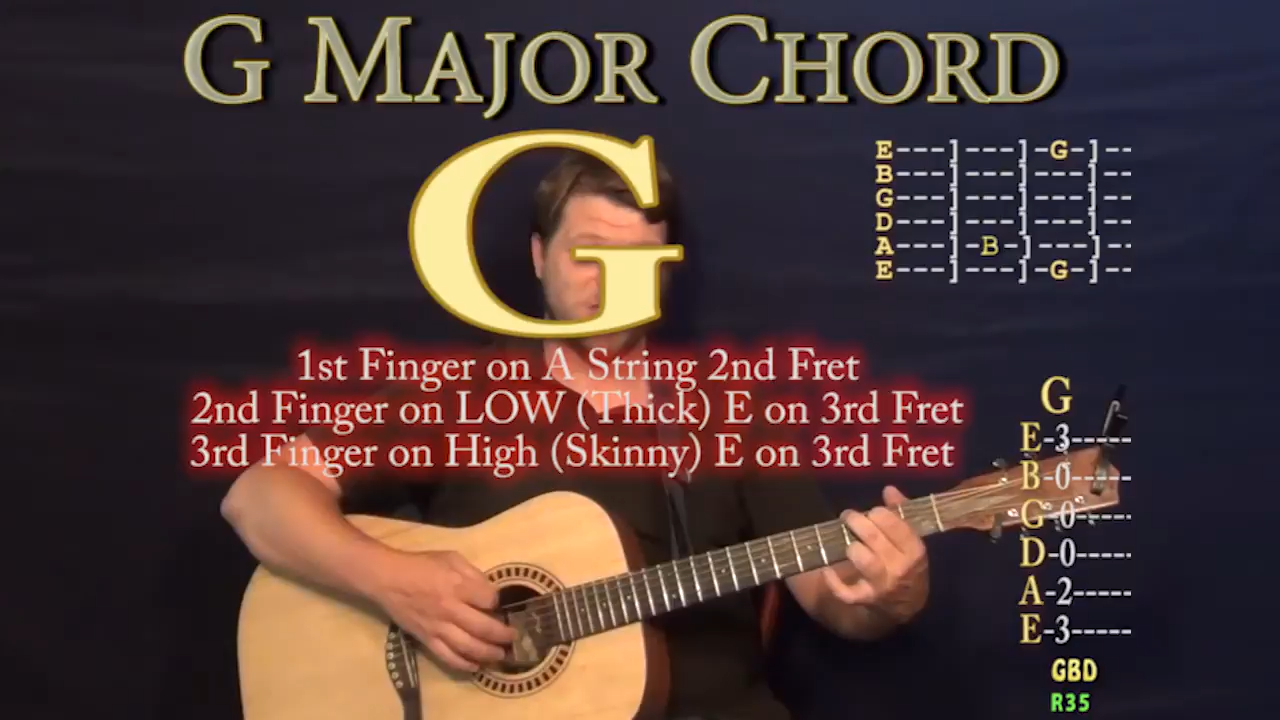 G MAJOR CHORD
G
E----]---]-G-]--
B----]---]---]--
G----]---]---]--
D----]---]---]--
A----]-B-]---]--
E----]---]-G-]--
1st Finger on A String 2nd Fret
2nd Finger on LOW (Thick) E on 3rd Fret
3rd Finger on High (Skinny) E on 3rd Fret
G
E-3-----
B-0-----
G-0-----
D-0-----
A-2-----
E-3-----
GBD
R35